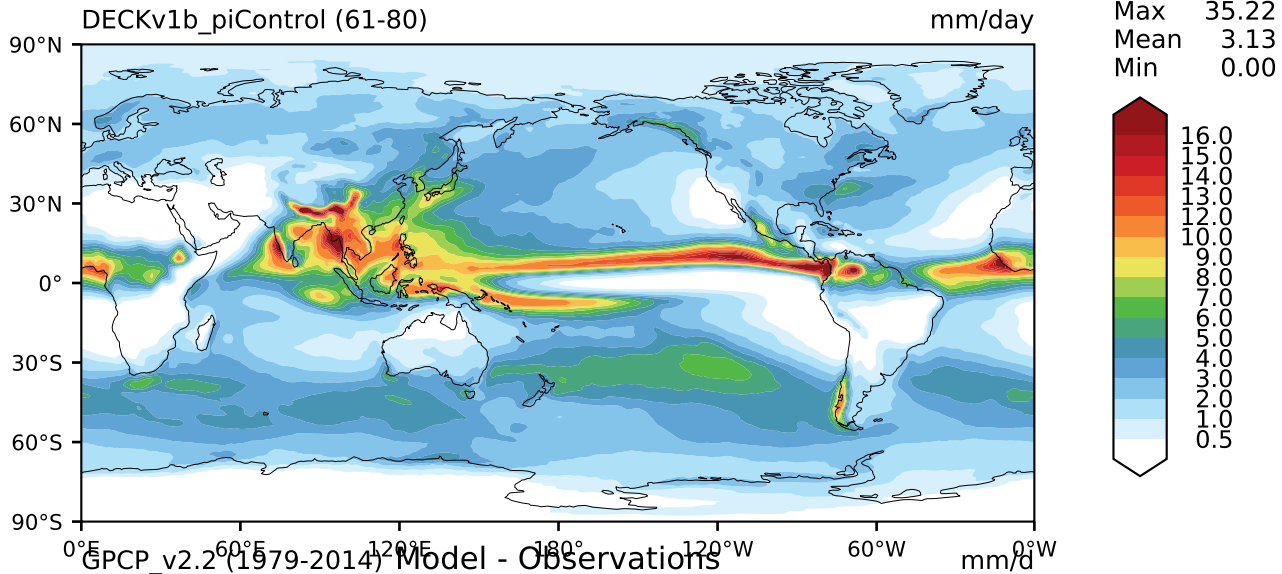 DECKv1b_piControl (61-80) mm/day
Max 35.22
Mean 3.13
Min 0.00
90°N
60°N
30°N
0°
30°S
60°S
90°S
16.0
15.0
14.0
13.0
12.0
10.0
9.0
8.0
7.0
6.0
5.0
4.0
3.0
2.0
1.0
0.5
0°E 60°E 120°E 180° 120°W 60°W 0°W
GPCP_v2.2 (1979-2014) Model - Observations mm/d